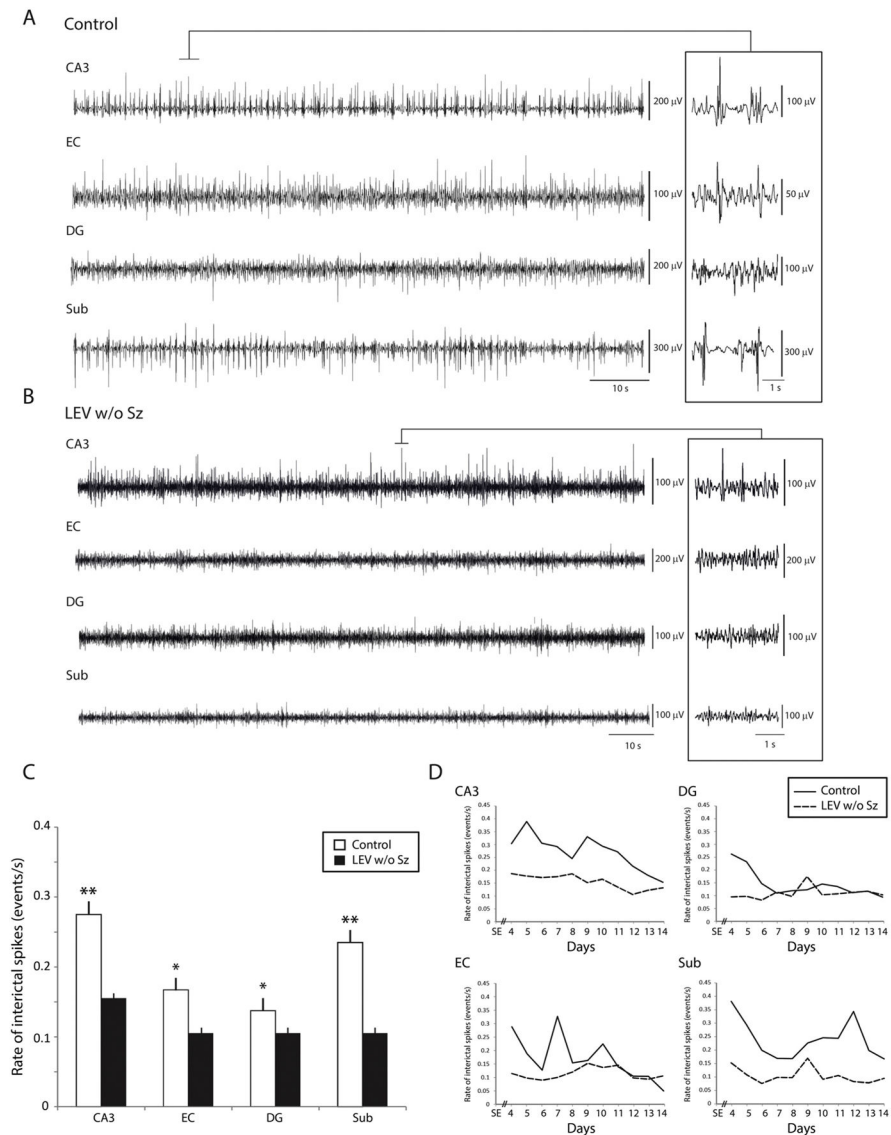 A
Control
CA3
200 µV
100 µV
EC
100 µV
50 µV
DG
200 µV
100 µV
Sub
300 µV
300 µV
10 s
1 s
B
LEV w/o Sz
CA3
100 µV
100 µV
EC
200 µV
200 µV
DG
100 µV
100 µV
Sub
100 µV
100 µV
10 s
1 s
C
Rate of interictal spikes (events/s)
0.4
0.3
0.2
0.1
0
Control
LEV w/o Sz
**
*
*
**
CA3 EC DG Sub
D
Control
LEV w/o Sz
CA3
Rate of interictal spikes (events/s)
0.45
0.4
0.35
0.3
0.25
0.2
0.15
0.1
0.05
0
SE 4 5 6 7 8 9 10 11 12 13 14
Days
DG
Rate of interictal spikes (events/s)
0.45
0.4
0.35
0.3
0.25
0.2
0.15
0.1
0.05
0
SE 4 5 6 7 8 9 10 11 12 13 14
Days
EC
Rate of interictal spikes (events/s)
0.45
0.4
0.35
0.3
0.25
0.2
0.15
0.1
0.05
0
SE 4 5 6 7 8 9 10 11 12 13 14
Days
Sub
Rate of interictal spikes (events/s)
0.45
0.4
0.35
0.3
0.25
0.2
0.15
0.1
0.05
0
SE 4 5 6 7 8 9 10 11 12 13 14
Days